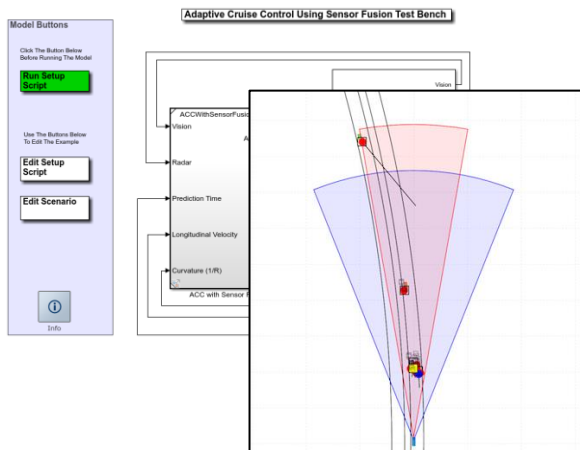 Adaptive Cruise Control Using Sensor Fusion Test Bench
Model Buttons
Click The Button Below
Before Running The Model
Run Setup
Script
Use The Buttons Below
To Edit The Example
Edit Setup
Script
Edit Scenario
Info
ACCWithSensorFusio
Vision
Radar
Prediction Time
Longitudinal Velocity
Curvature (1/R)
ACC with Sensor F
Vision